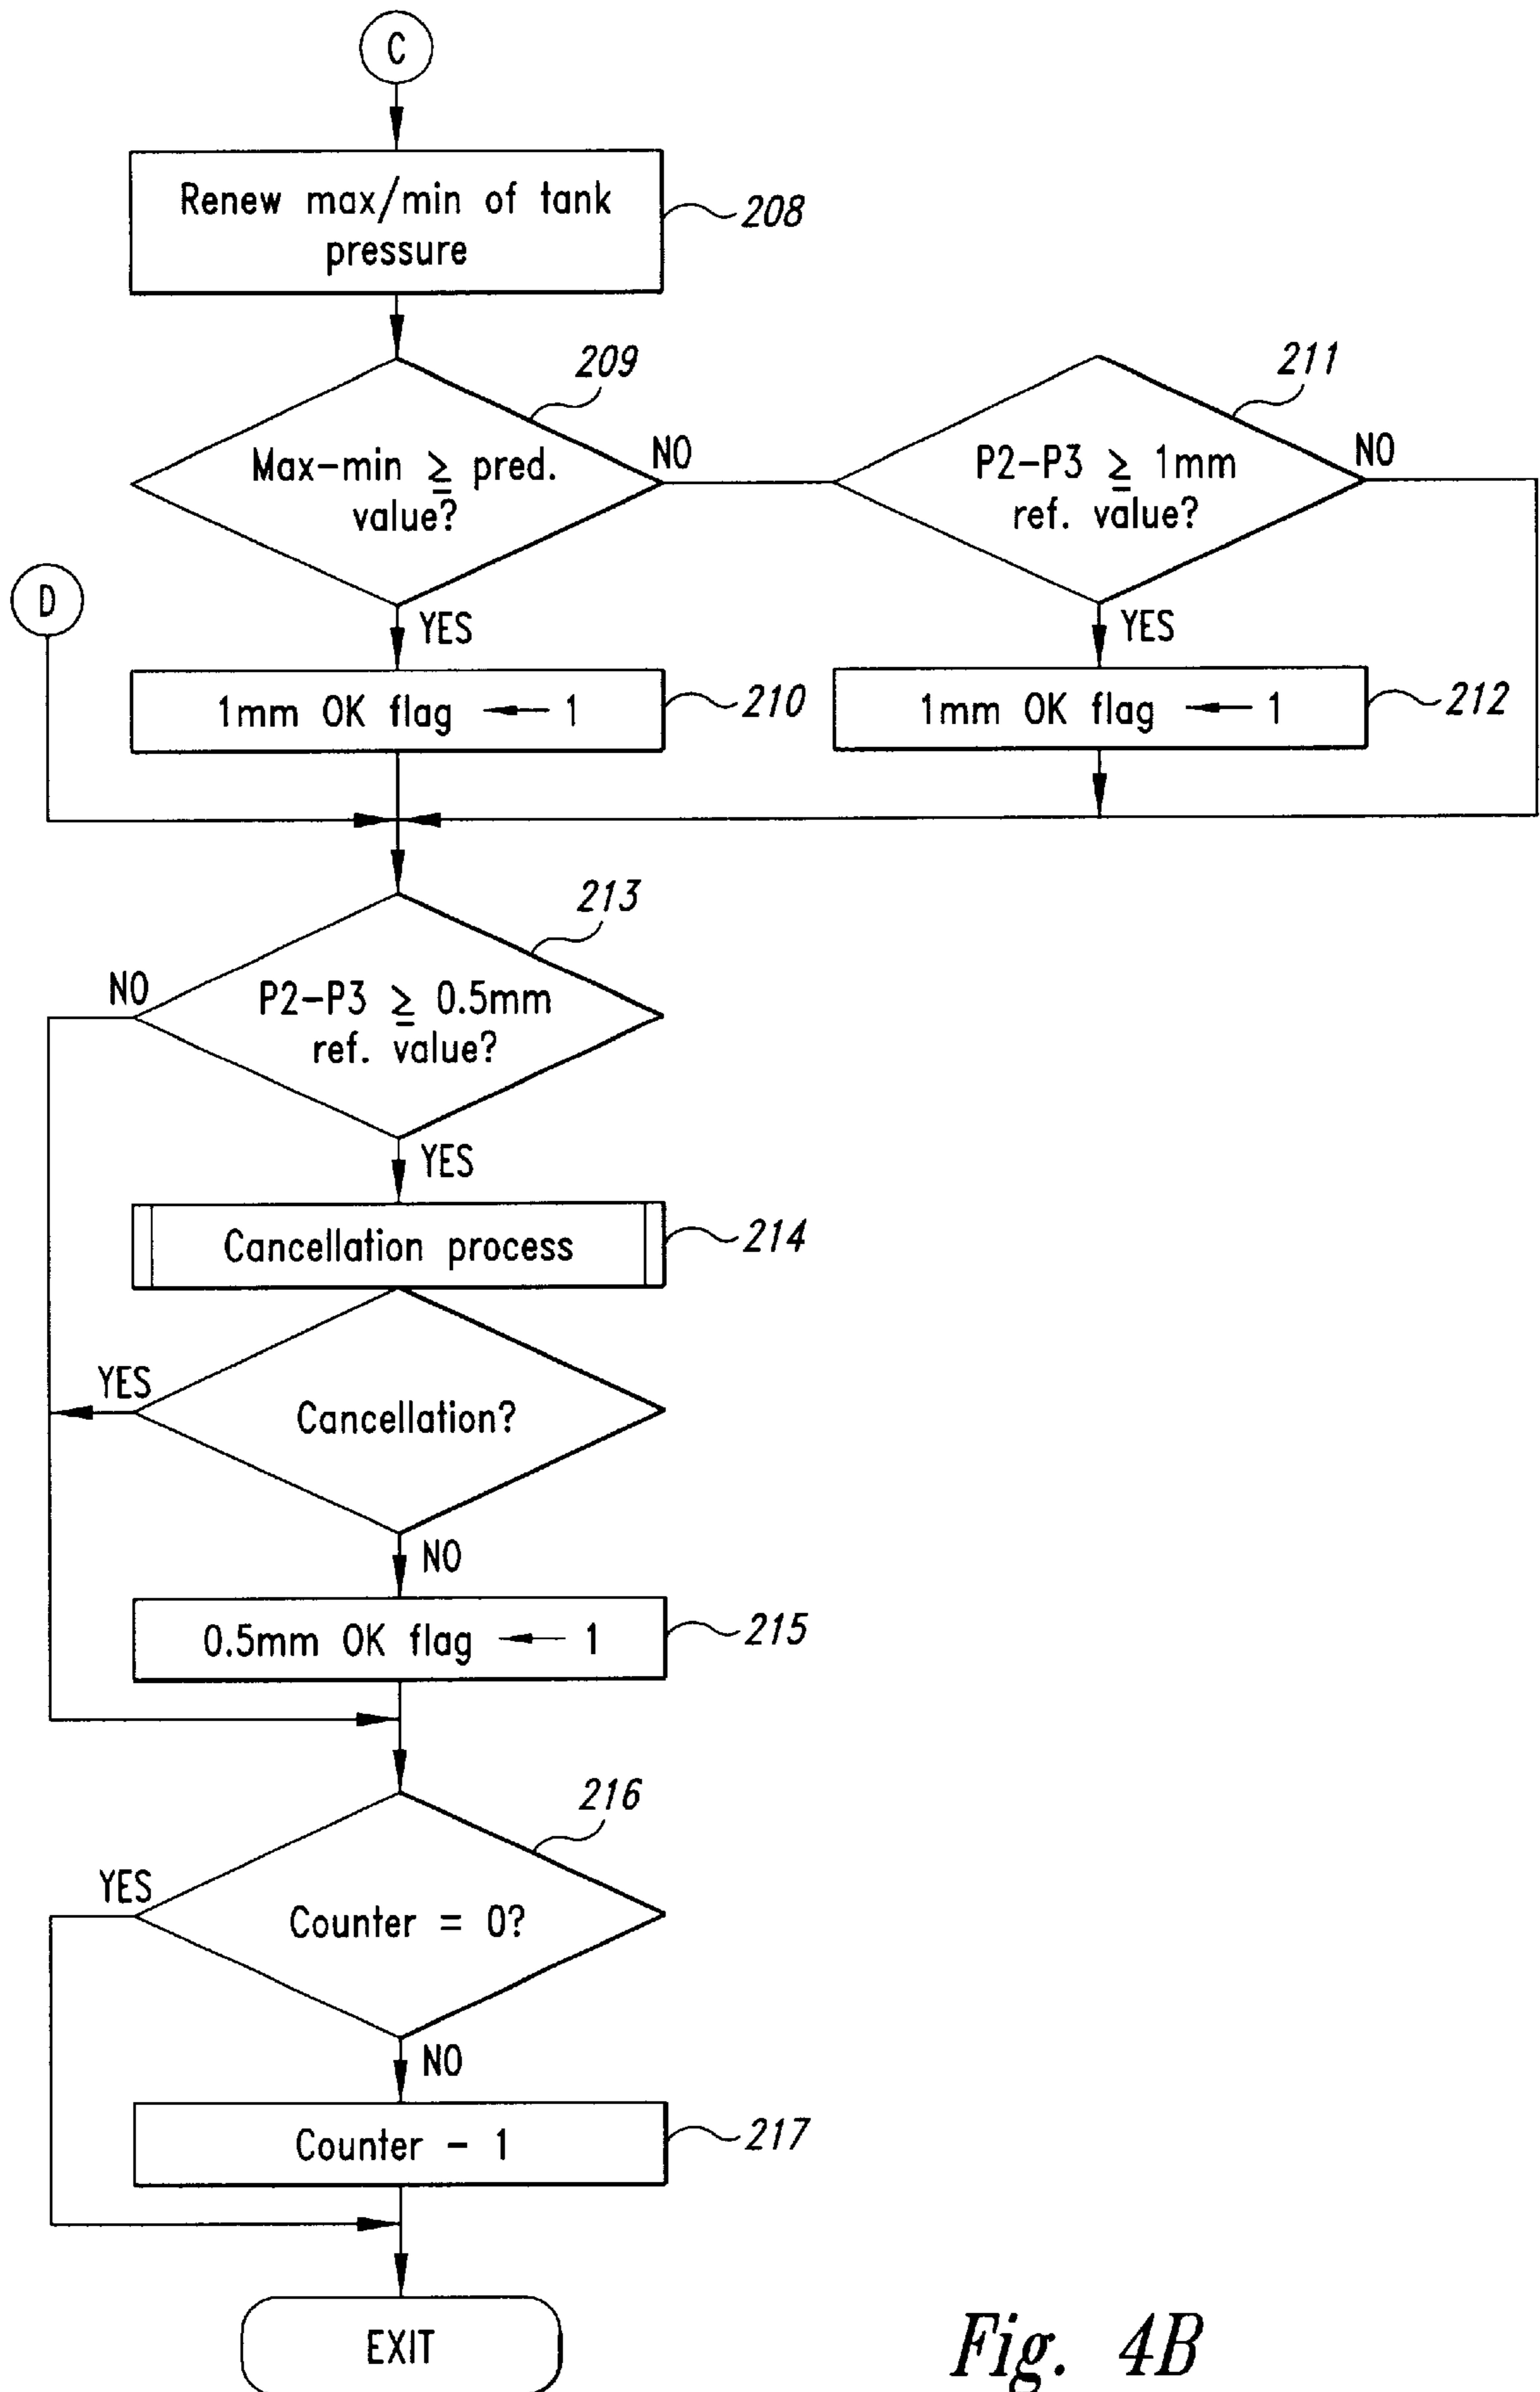 C
Renew max/min of tank
pressure
208
209
Max-min ≥ pred.
value?
NO
211
P2-P3 ≥ 1mm
ref. value?
NO
D
YES
YES
1mm OK flag ← 1
210
1mm OK flag ← 1
212
213
NO
P2-P3 ≥ 0.5mm
ref. value?
YES
Cancellation process
214
YES
Cancellation?
NO
0.5mm OK flag ← 1
215
216
YES
Counter = 0?
NO
Counter - 1
217
EXIT
Fig. 4B